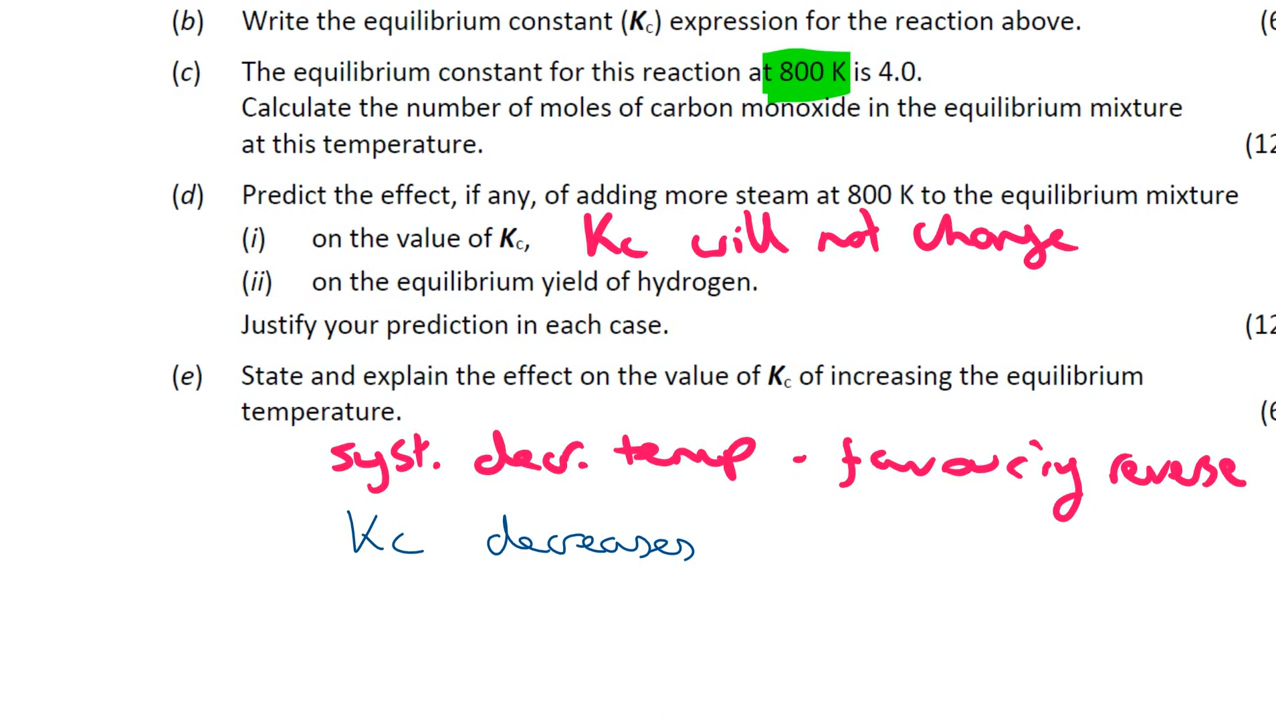 (b) Write the equilibrium constant (Kc) expression for the reaction above. (6
(c) The equilibrium constant for this reaction at 800 K is 4.0.
Calculate the number of moles of carbon monoxide in the equilibrium mixture
at this temperature. (12
(d) Predict the effect, if any, of adding more steam at 800 K to the equilibrium mixture
(i) on the value of Kc, Kc will not change
(ii) on the equilibrium yield of hydrogen.
Justify your prediction in each case. (12
(e) State and explain the effect on the value of Kc of increasing the equilibrium
temperature. (6
syst. decr. temp - favouring reverse
Kc decreases